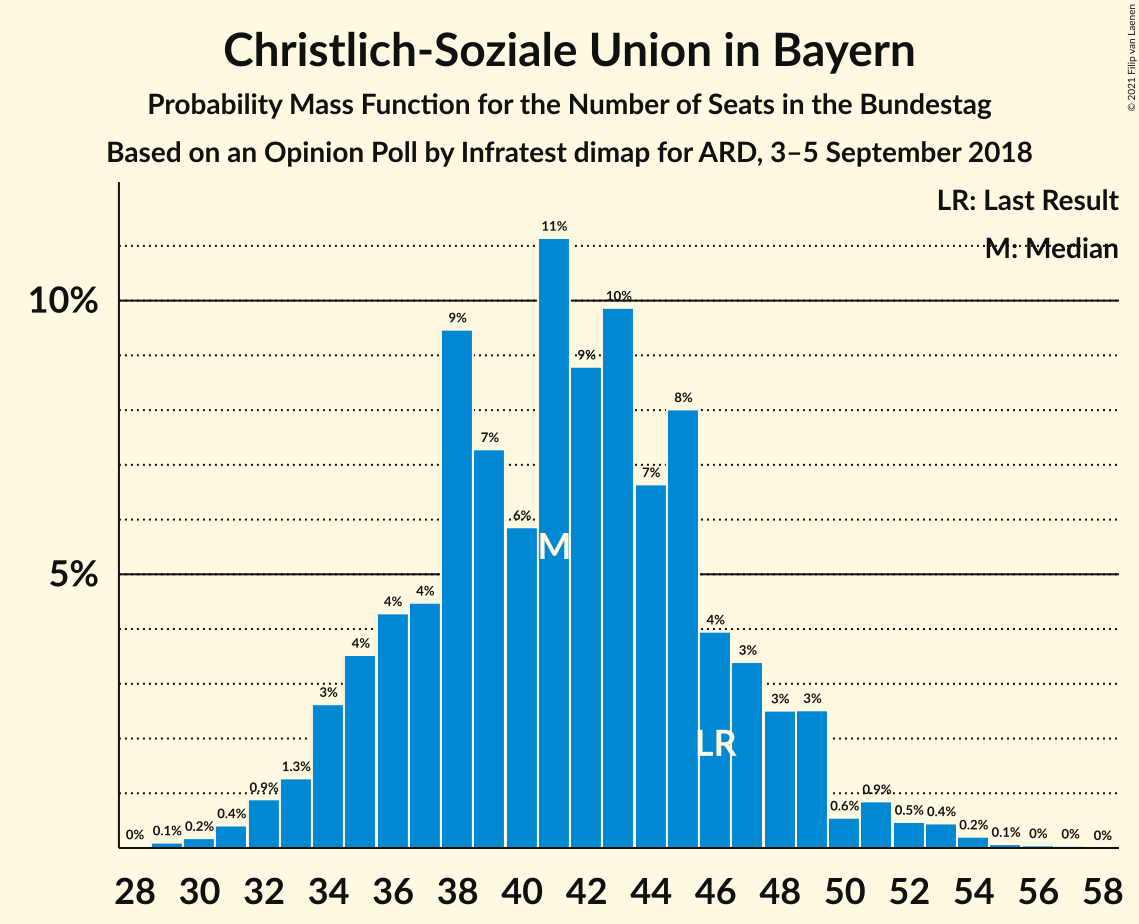 Christlich-Soziale Union in Bayern
Probability Mass Function for the Number of Seats in the Bundestag
Based on an Opinion Poll by Infratest dimap for ARD, 3–5 September 2018
© 2021 Filip van Laenen
LR: Last Result
M: Median
10%
5%
0% 0.1% 0.2% 0.4% 0.9% 1.3% 3% 4% 4% 4% 9% 7% 6% 11% 9% 10% 7% 8% 4% 3% 3% 3% 0.6% 0.9% 0.5% 0.4% 0.2% 0.1% 0% 0% 0%
M
LR
28 30 32 34 36 38 40 42 44 46 48 50 52 54 56 58